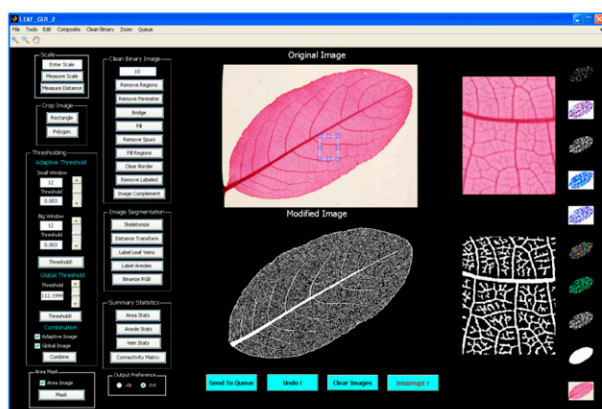 LEAF_GUI_2
File Tools Edit Composite Clean Binary Zoom Queue
Scale
Enter Scale
Measure Scale
Measure Distance
Crop Image
Rectangle
Polygon
Thresholding
Adaptive Threshold
Small Window
12
Threshold
0.003
Big Window
12
Threshold
0.003
Threshold!
Global Threshold
Threshold
112.1999
Threshold!
Combination
Adaptive Image
Global Image
Combine
Area Mask
Area Image
Mask
Clean Binary Image
10
Remove Regions
Remove Perimeter
Bridge
Fill
Remove Spurs
Fill Regions
Clear Border
Remove Labeled
Image Complement
Image Segmentation
Skeletonize
Distance Transform
Label Leaf Veins
Label Areoles
Binarize RGB
Summary Statistics
Area Stats
Areole Stats
Vein Stats
Connectivity Matrix
Output Preference
.xls .txt
Original Image
Modified Image
Send To Queue
Undo !
Clear Images
Interrupt !